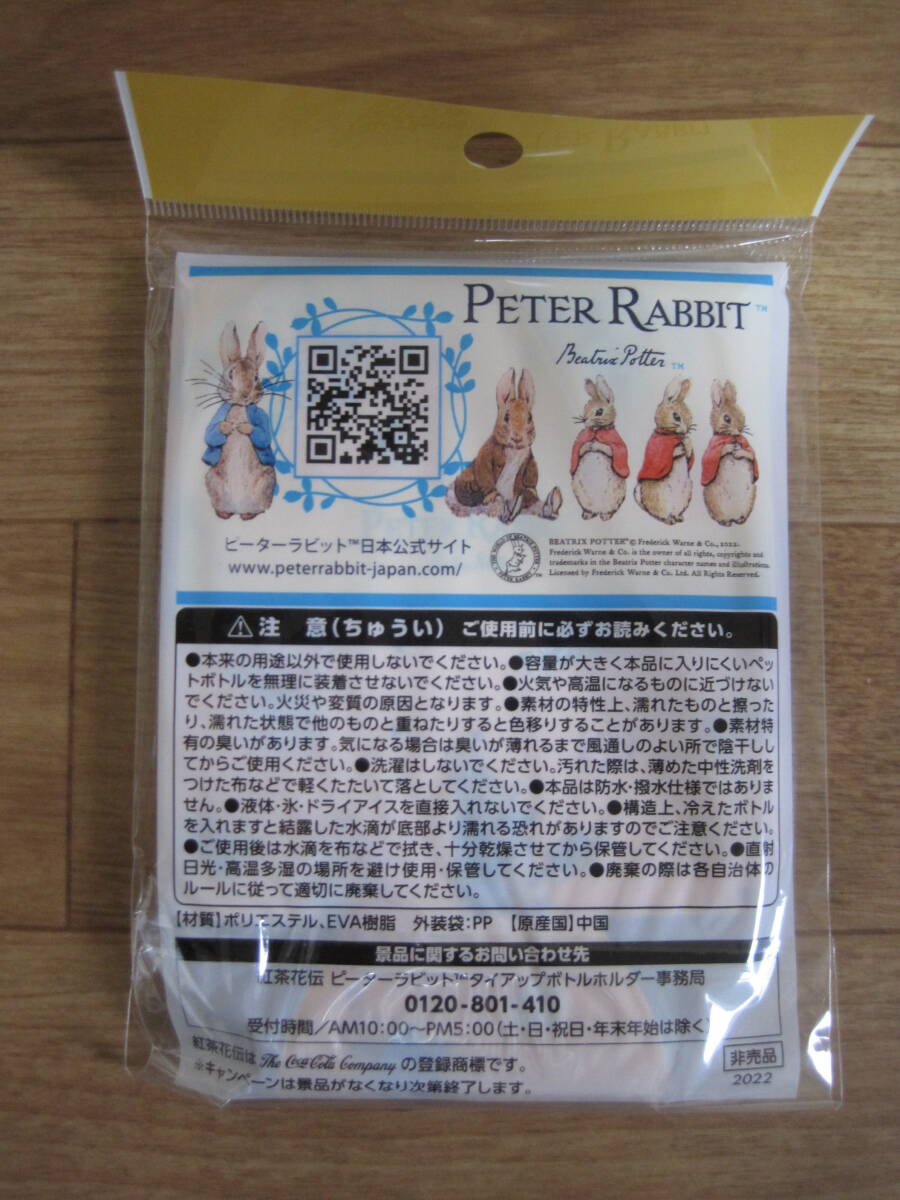 PETER RABBIT™
Beatrix Potter ™
ピーターラビット™日本公式サイト
www.peterrabbit-japan.com/
BEATRIX POTTER™ © Frederick Warne & Co., 2022.
Frederick Warne & Co. is the owner of all rights, copyrights and
trademarks in the Beatrix Potter character names and illustrations.
Licensed by Frederick Warne & Co. Ltd. All Rights Reserved.
⚠注 意(ちゅうい) ご使用前に必ずお読みください。
●本来の用途以外で使用しないでください。●容量が大きく本品に入りにくいペッ
トボトルを無理に装着させないでください。●火気や高温になるものに近づけない
でください。火災や変質の原因となります。●素材の特性上、濡れたものと擦った
り、濡れた状態で他のものと重ねたりすると色移りすることがあります。●素材特
有の臭いがあります。気になる場合は臭いが薄れるまで風通しのよい所で陰干しし
てからご使用ください。●洗濯はしないでください。汚れた際は、薄めた中性洗剤を
つけた布などで軽くたたいて落としてください。●本品は防水・撥水仕様ではありま
せん。●液体・氷・ドライアイスを直接入れないでください。●構造上、冷えたボトル
を入れますと結露した水滴が底部より濡れる恐れがありますのでご注意ください。
●ご使用後は水滴を布などで拭き、十分乾燥させてから保管してください。●直射
日光・高温多湿の場所を避け使用・保管してください。●廃棄の際は各自治体の
ルールに従って適切に廃棄してください。
【材質】ポリエステル、EVA樹脂 外装袋:PP 【原産国】中国
景品に関するお問い合わせ先
紅茶花伝 ピーターラビット™タイアップボトルホルダー事務局
0120-801-410
受付時間/AM10:00〜PM5:00(土・日・祝日・年末年始は除く)
紅茶花伝は The Coca-Cola Company の登録商標です。
※キャンペーンは景品がなくなり次第終了します。
非売品
2022